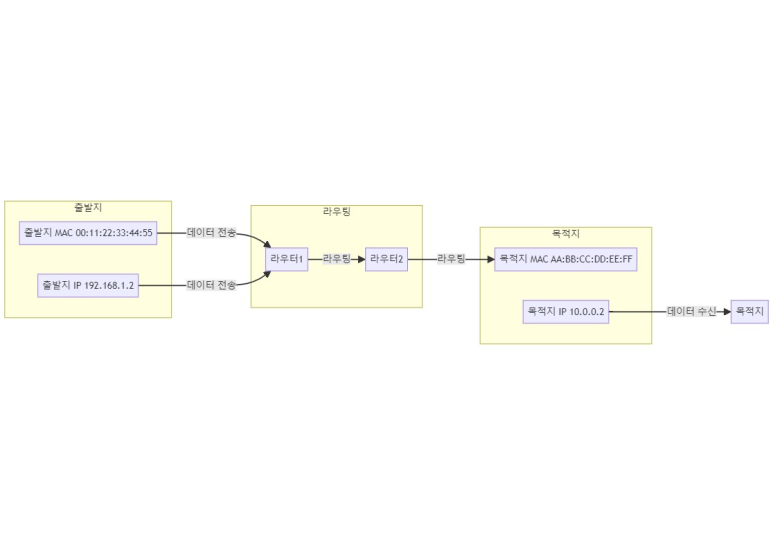 출발지
출발지 MAC 00:11:22:33:44:55
출발지 IP 192.168.1.2
데이터 전송
데이터 전송
라우팅
라우터1
라우팅
라우터2
라우팅
목적지
목적지 MAC AA:BB:CC:DD:EE:FF
목적지 IP 10.0.0.2
데이터 수신
목적지